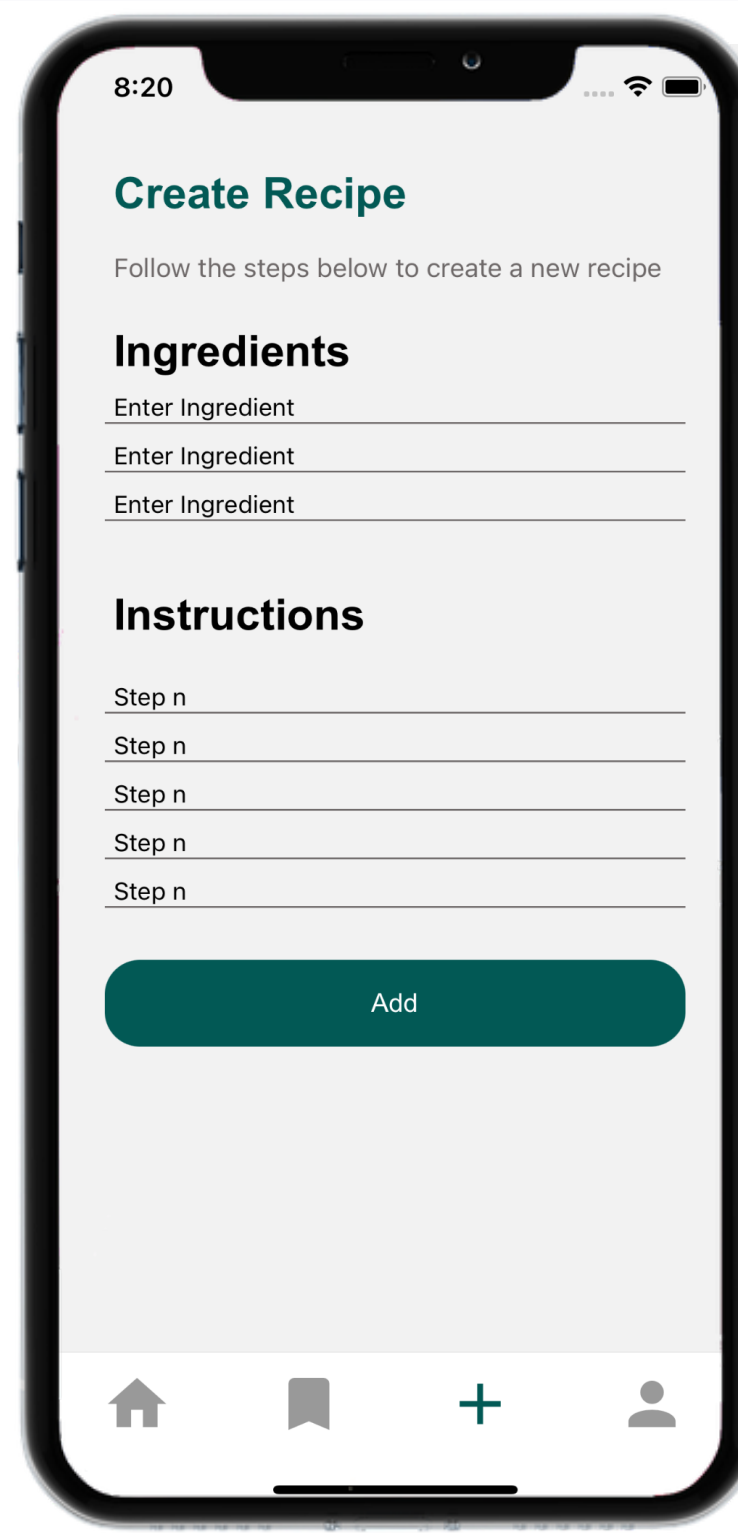 8:20
Create Recipe
Follow the steps below to create a new recipe
Ingredients
Enter Ingredient
Enter Ingredient
Enter Ingredient
Instructions
Step n
Step n
Step n
Step n
Step n
Add